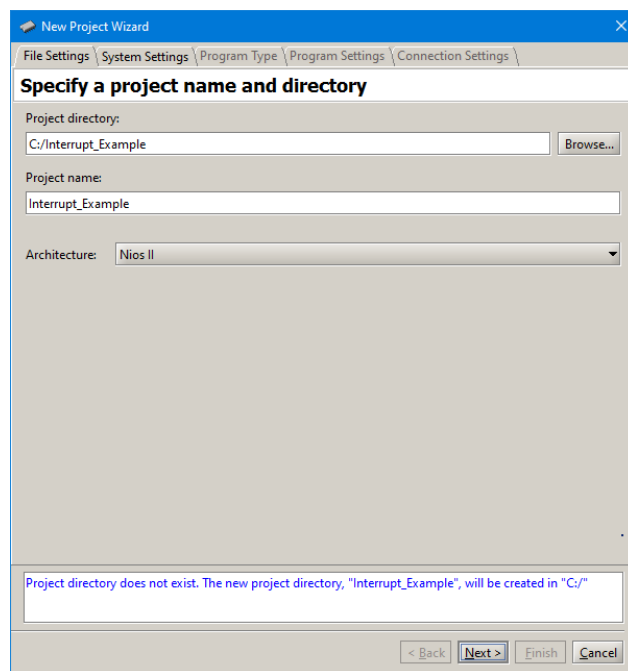 New Project Wizard
File Settings System Settings Program Type Program Settings Connection Settings
Specify a project name and directory
Project directory:
C:/Interrupt_Example Browse...
Project name:
Interrupt_Example
Architecture: Nios II
Project directory does not exist. The new project directory, "Interrupt_Example", will be created in "C:/"
< Back Next > Finish Cancel